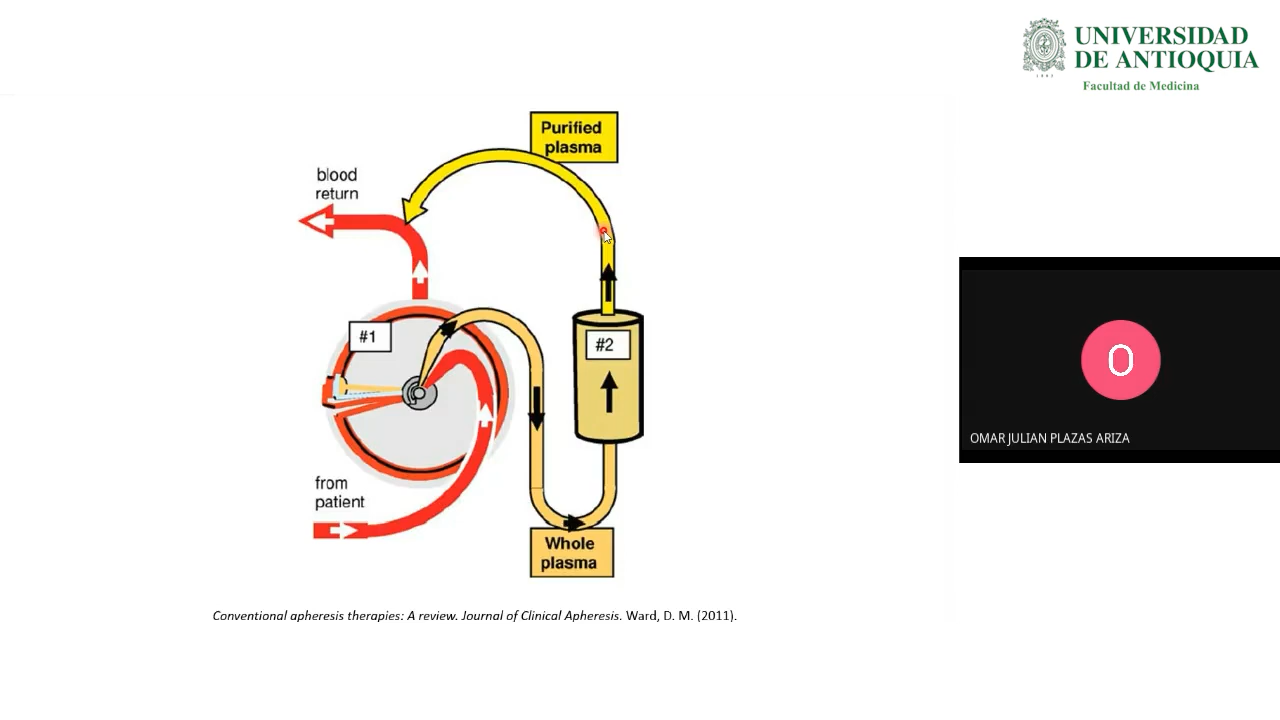 UNIVERSIDAD
DE ANTIOQUIA
1803
Facultad de Medicina
Purified
plasma
blood
return
#1
#2
from
patient
Whole
plasma
O
OMAR JULIAN PLAZAS ARIZA
Conventional apheresis therapies: A review. Journal of Clinical Apheresis. Ward, D. M. (2011).